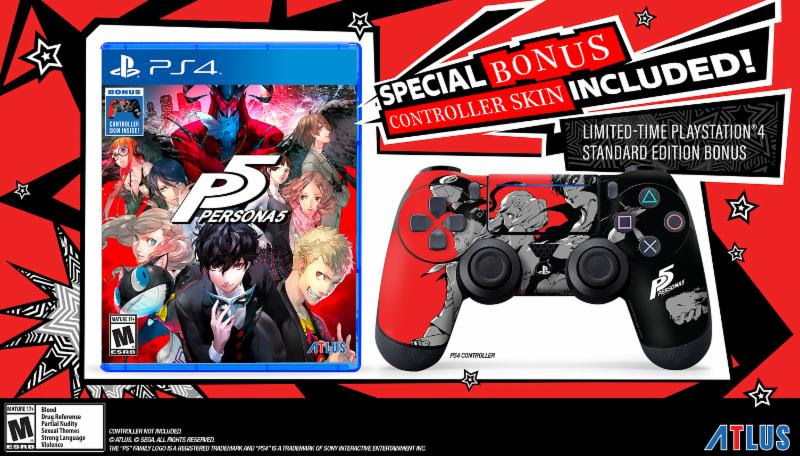 SPECIAL BONUS
CONTROLLER SKIN INCLUDED!
LIMITED-TIME PLAYSTATION®4
STANDARD EDITION BONUS
PS4
BONUS
CONTROLLER
SKIN INSIDE!
P5
PERSONA5
MATURE 17+
M
ESRB
ATLUS
P5
PERSONA5
PS4 CONTROLLER
MATURE 17+
M
ESRB
Blood
Drug Reference
Partial Nudity
Sexual Themes
Strong Language
Violence
CONTROLLER NOT INCLUDED.
© ATLUS. © SEGA. ALL RIGHTS RESERVED.
THE "PS" FAMILY LOGO IS A REGISTERED TRADEMARK AND "PS4" IS A TRADEMARK OF SONY INTERACTIVE ENTERTAINMENT INC.
ATLUS